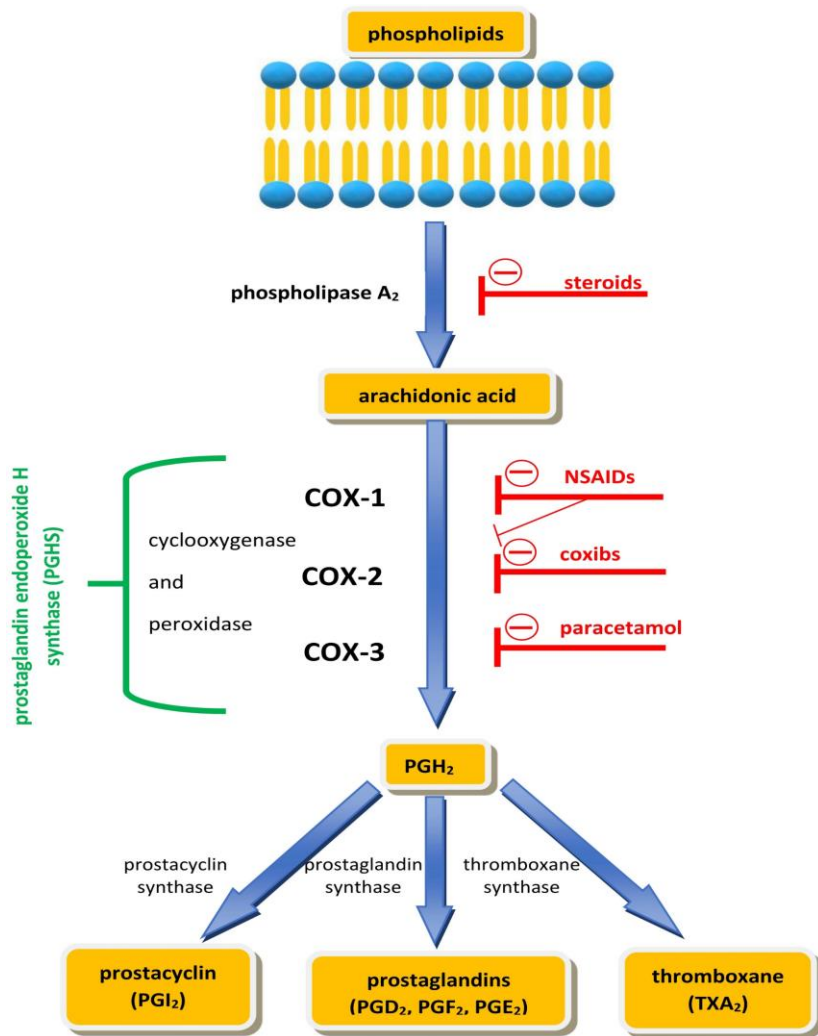 phospholipids
phospholipase A₂
steroids
arachidonic acid
prostaglandin endoperoxide H
synthase (PGHS)
cyclooxygenase
and
peroxidase
COX-1
COX-2
COX-3
NSAIDs
coxibs
paracetamol
PGH₂
prostacyclin
synthase
prostaglandin
synthase
thromboxane
synthase
prostacyclin
(PGI₂)
prostaglandins
(PGD₂, PGF₂, PGE₂)
thromboxane
(TXA₂)